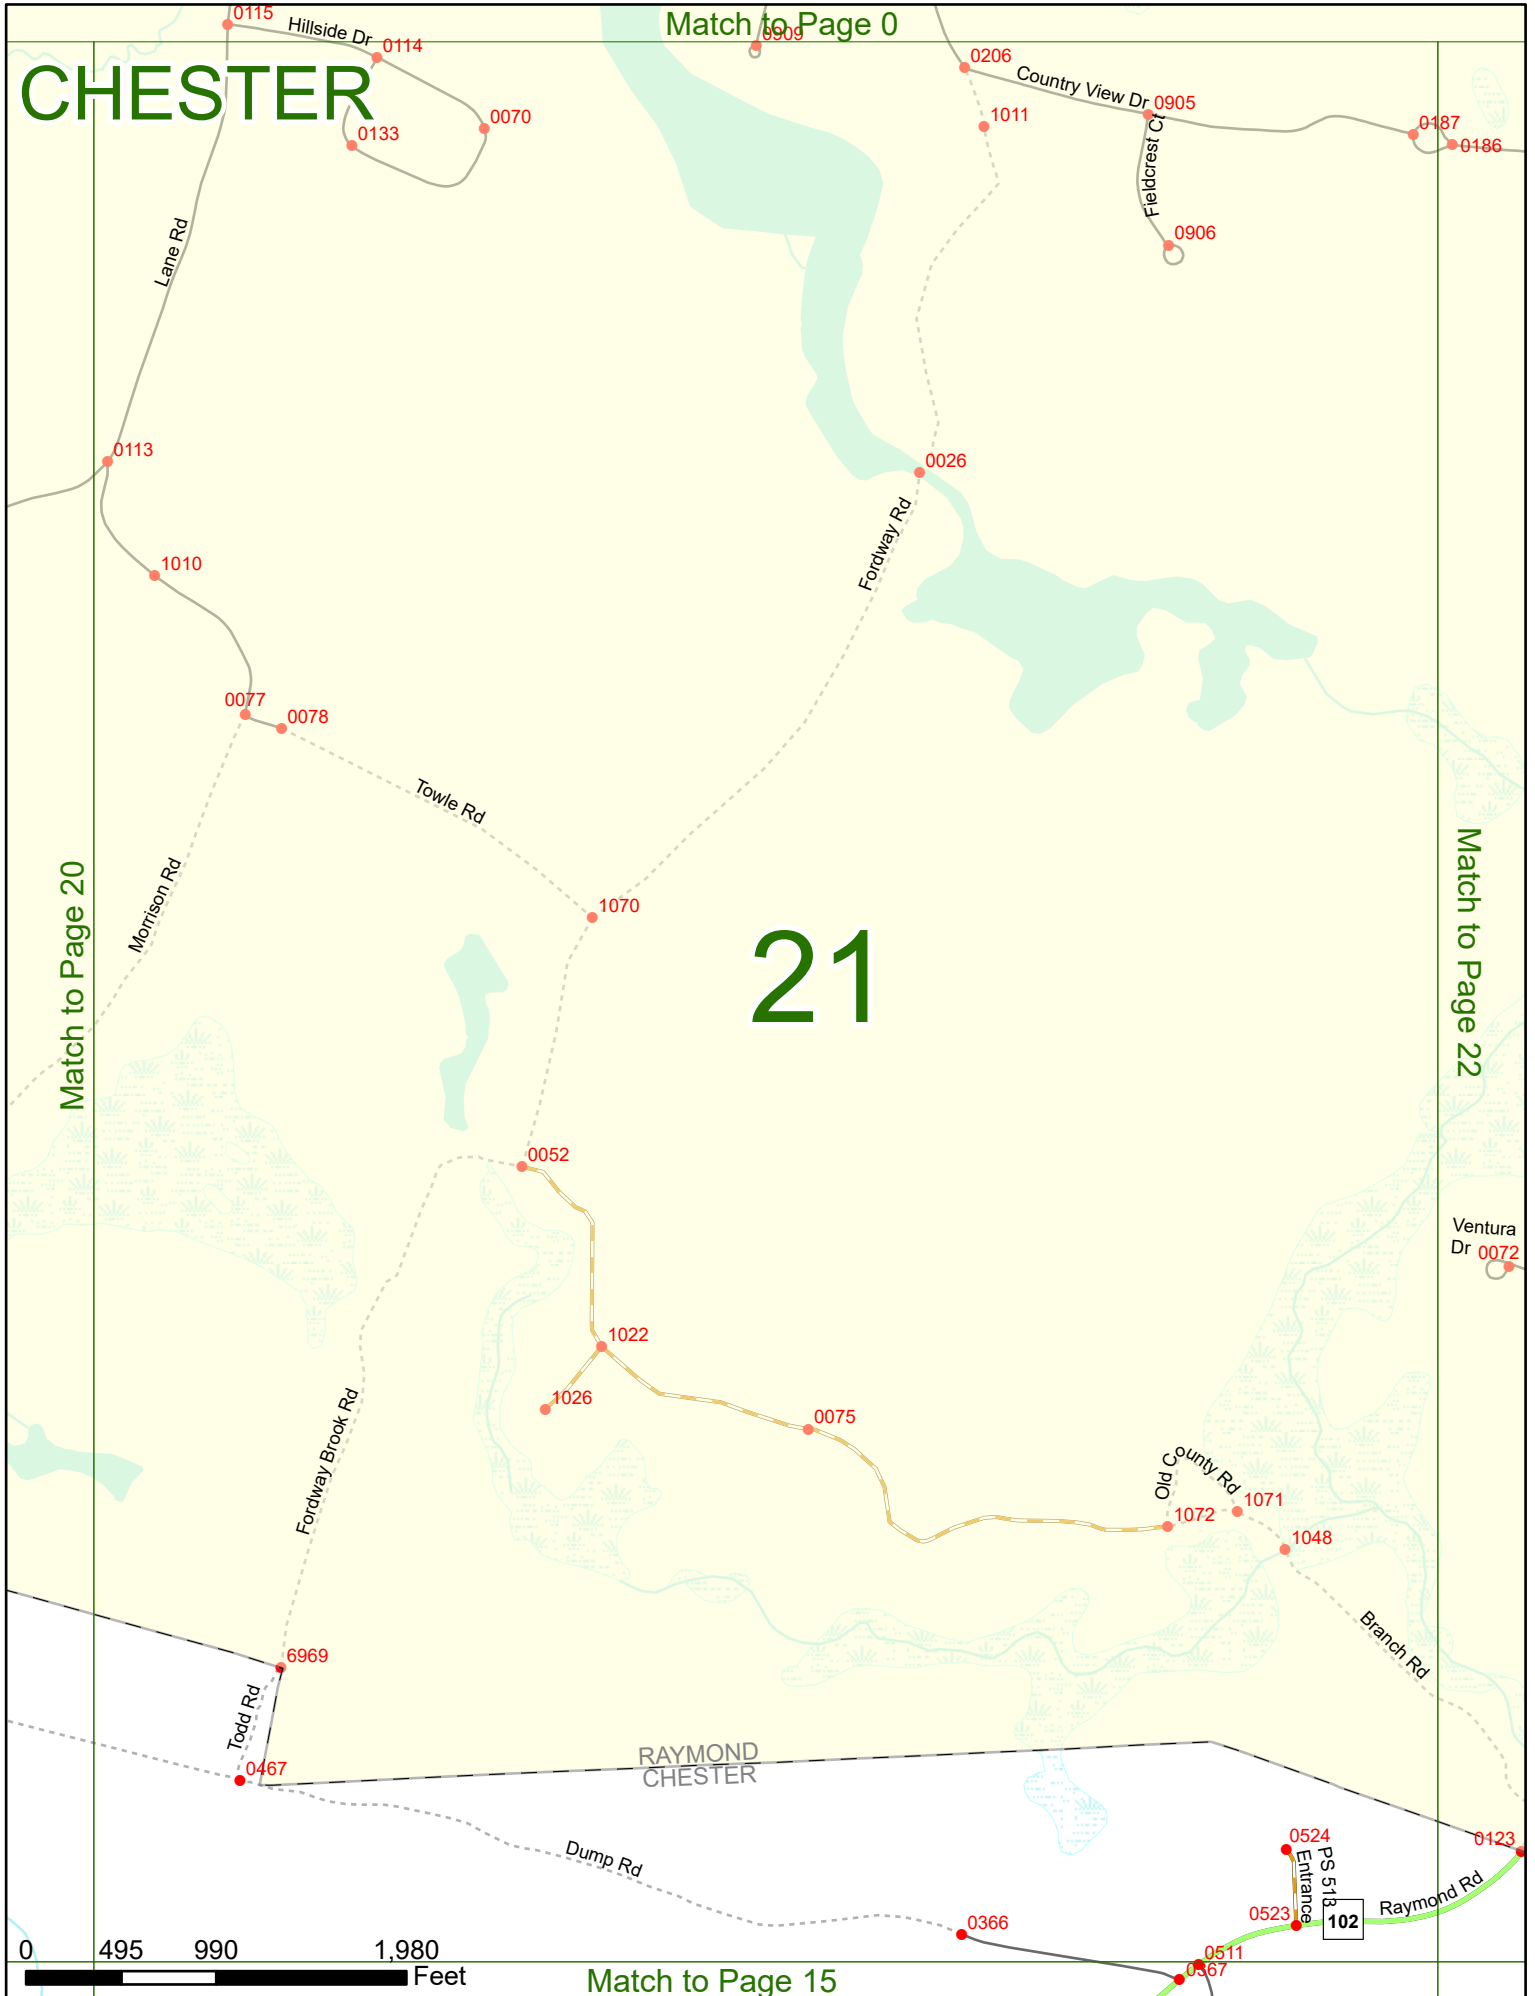 0115
Hillside Dr
0114
Match to Page 0
0909
0206
Country View Dr
0905
CHESTER
0070
0133
1011
Fieldcrest Ct
0187
0186
0906
Lane Rd
0113
0026
Fordway Rd
1010
0077
0078
Towle Rd
Morrison Rd
Match to Page 20
1070
21
Match to Page 22
0052
Ventura
Dr
0072
1022
1026
0075
Fordway Brook Rd
Old County Rd
1072
1071
1048
Branch Rd
6969
Todd Rd
0467
RAYMOND
CHESTER
Dump Rd
0524
PS 513
Entrance
0123
Raymond Rd
0523
102
0366
0511
0367
0 495 990 1,980
Feet
Match to Page 15